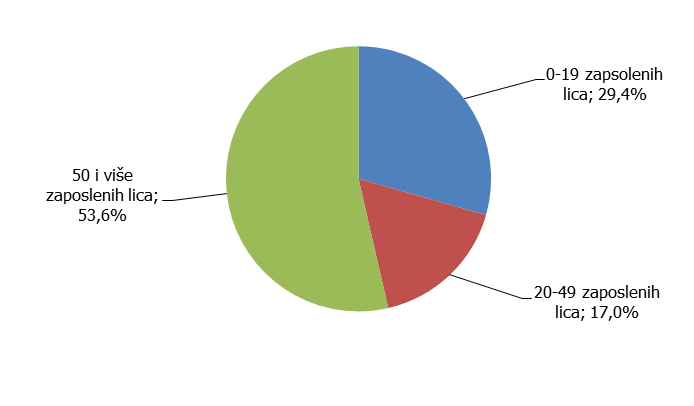 0-19 zapsolenih
lica; 29,4%
50 i više
zaposlenih lica;
53,6%
20-49 zaposlenih
lica; 17,0%